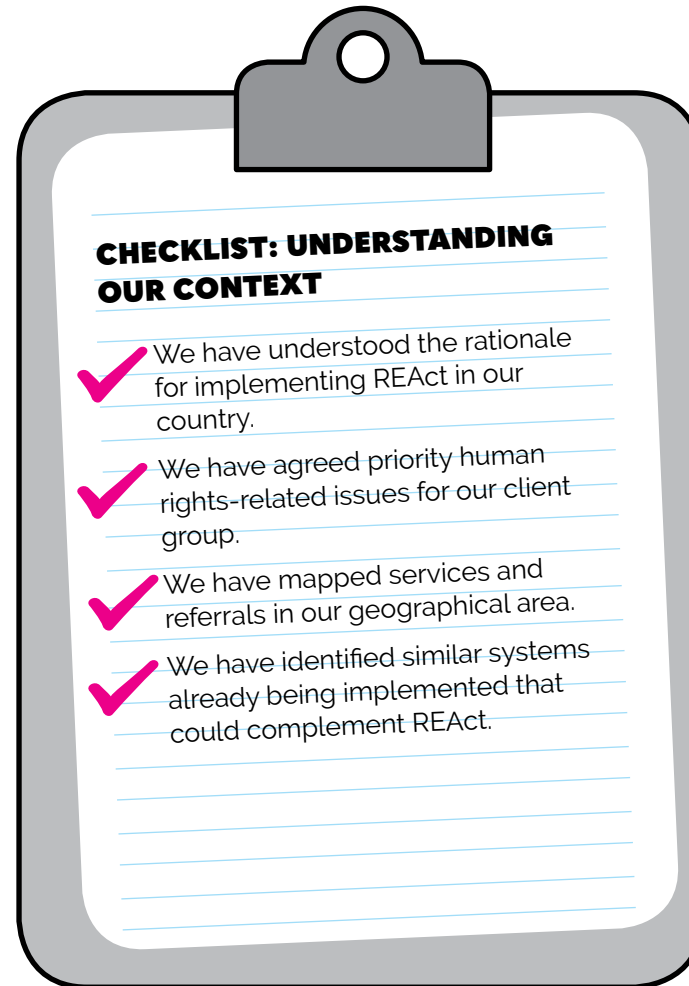 CHECKLIST: UNDERSTANDING
OUR CONTEXT
We have understood the rationale
for implementing REAct in our
country.
We have agreed priority human
rights-related issues for our client
group.
We have mapped services and
referrals in our geographical area.
We have identified similar systems
already being implemented that
could complement REAct.